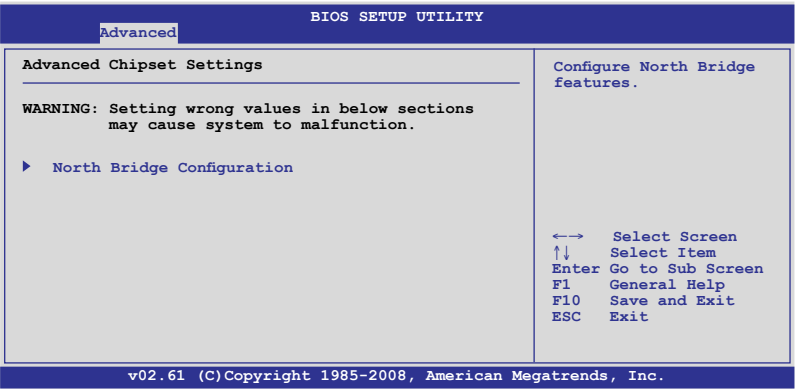 BIOS SETUP UTILITY
Advanced
Advanced Chipset Settings
WARNING: Setting wrong values in below sections
may cause system to malfunction.
North Bridge Configuration
Configure North Bridge
features.
←→ Select Screen
↑↓ Select Item
Enter Go to Sub Screen
F1 General Help
F10 Save and Exit
ESC Exit
v02.61 (C)Copyright 1985-2008, American Megatrends, Inc.